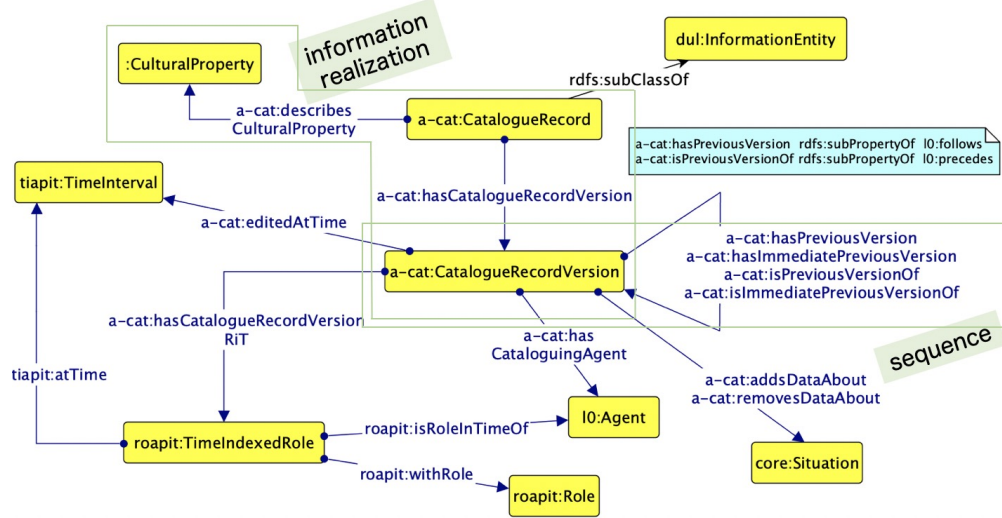 information
realization
dul:InformationEntity
:CulturalProperty
rdfs:subClassOf
a-cat:describes
CulturalProperty
a-cat:CatalogueRecord
a-cat:hasPreviousVersion rdfs:subPropertyOf l0:follows
a-cat:isPreviousVersionOf rdfs:subPropertyOf l0:precedes
tiapit:TimeInterval
a-cat:hasCatalogueRecordVersion
a-cat:editedAtTime
a-cat:hasPreviousVersion
a-cat:hasImmediatePreviousVersion
a-cat:isPreviousVersionOf
a-cat:isImmediatePreviousVersionOf
a-cat:CatalogueRecordVersion
a-cat:hasCatalogueRecordVersion
RiT
a-cat:has
CataloguingAgent
sequence
tiapit:atTime
a-cat:addsDataAbout
a-cat:removesDataAbout
l0:Agent
roapit:TimeIndexedRole
roapit:isRoleInTimeOf
core:Situation
roapit:withRole
roapit:Role